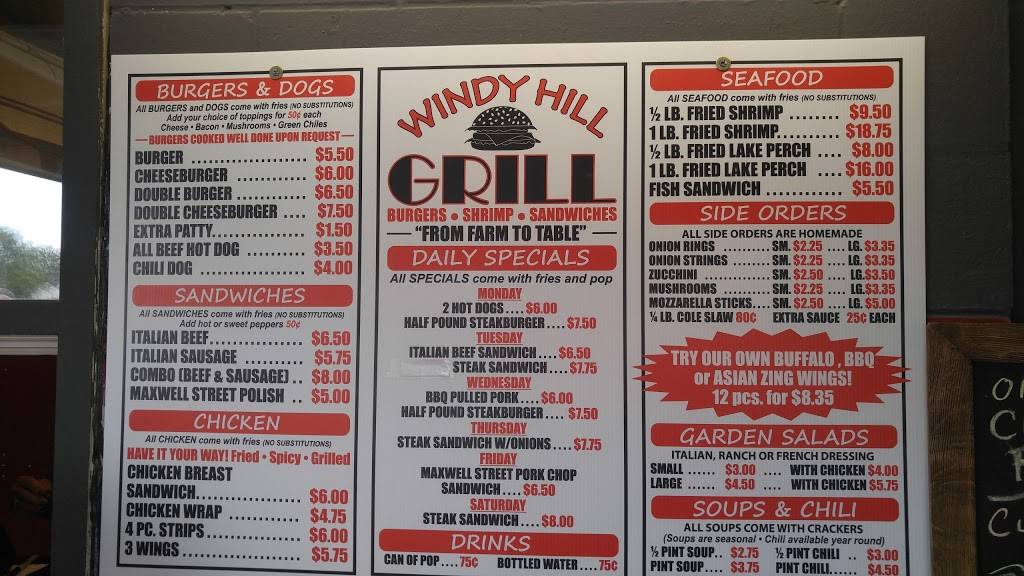 BURGERS & DOGS
All BURGERS and DOGS come with fries (NO SUBSTITUTIONS)
Add your choice of toppings for 50¢ each
Cheese • Bacon • Mushrooms • Green Chiles
BURGERS COOKED WELL DONE UPON REQUEST
BURGER .................. $5.50
CHEESEBURGER ........... $6.00
DOUBLE BURGER ......... $6.50
DOUBLE CHEESEBURGER .... $7.50
EXTRA PATTY............... $1.50
ALL BEEF HOT DOG ........ $3.50
CHILI DOG ................ $4.00
SANDWICHES
All SANDWICHES come with fries (NO SUBSTITUTIONS)
Add hot or sweet peppers 50¢
ITALIAN BEEF............... $6.50
ITALIAN SAUSAGE .......... $5.75
COMBO (BEEF & SAUSAGE) .. $8.00
MAXWELL STREET POLISH .. $5.00
CHICKEN
All CHICKEN come with fries (NO SUBSTITUTIONS)
HAVE IT YOUR WAY! Fried • Spicy • Grilled
CHICKEN BREAST
SANDWICH................. $6.00
CHICKEN WRAP ............ $4.75
4 PC. STRIPS............... $6.00
3 WINGS .................. $5.75
WINDY HILL
GRILL
BURGERS • SHRIMP • SANDWICHES
"FROM FARM TO TABLE"
DAILY SPECIALS
All SPECIALS come with fries and pop
MONDAY
2 HOT DOGS .... $6.00
HALF POUND STEAKBURGER .... $7.50
TUESDAY
ITALIAN BEEF SANDWICH .... $6.50
STEAK SANDWICH .... $7.75
WEDNESDAY
BBQ PULLED PORK .... $6.00
HALF POUND STEAKBURGER .... $7.50
THURSDAY
STEAK SANDWICH W/ONIONS .... $7.75
FRIDAY
MAXWELL STREET PORK CHOP
SANDWICH .... $6.50
SATURDAY
STEAK SANDWICH .... $8.00
DRINKS
CAN OF POP .... 75¢ BOTTLED WATER .... 75¢
SEAFOOD
All SEAFOOD come with fries (NO SUBSTITUTIONS)
½ LB. FRIED SHRIMP ........ $9.50
1 LB. FRIED SHRIMP......... $18.75
½ LB. FRIED LAKE PERCH .... $8.00
1 LB. FRIED LAKE PERCH .... $16.00
FISH SANDWICH ............ $5.50
SIDE ORDERS
ALL SIDE ORDERS ARE HOMEMADE
ONION RINGS ........ SM. $2.25 .... LG. $3.35
ONION STRINGS ...... SM. $2.25 .... LG. $3.35
ZUCCHINI ........... SM. $2.50 .... LG. $3.50
MUSHROOMS ......... SM. $2.25 .... LG. $3.35
MOZZARELLA STICKS.... SM. $2.50 .... LG. $5.00
¼ LB. COLE SLAW 80¢ EXTRA SAUCE 25¢ EACH
TRY OUR OWN BUFFALO , BBQ
or ASIAN ZING WINGS!
12 pcs. for $8.35
GARDEN SALADS
ITALIAN, RANCH or FRENCH DRESSING
SMALL ...... $3.00 .... WITH CHICKEN $4.00
LARGE ...... $4.50 .... WITH CHICKEN $5.75
SOUPS & CHILI
ALL SOUPS COME WITH CRACKERS
(Soups are seasonal • Chili available year round)
½ PINT SOUP.. $2.75 ½ PINT CHILI .. $3.00
PINT SOUP.... $3.75 PINT CHILI..... $4.50